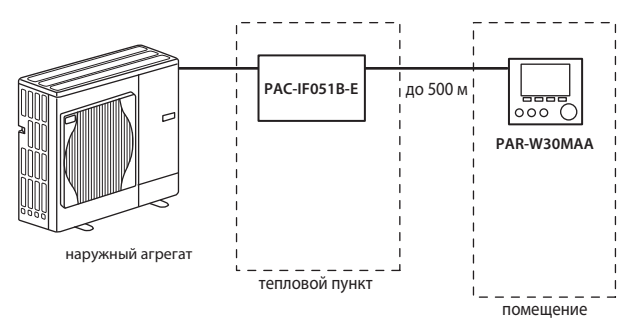 PAC-IF051B-E
до 500 м
PAR-W30MAA
наружный агрегат
тепловой пункт
помещение